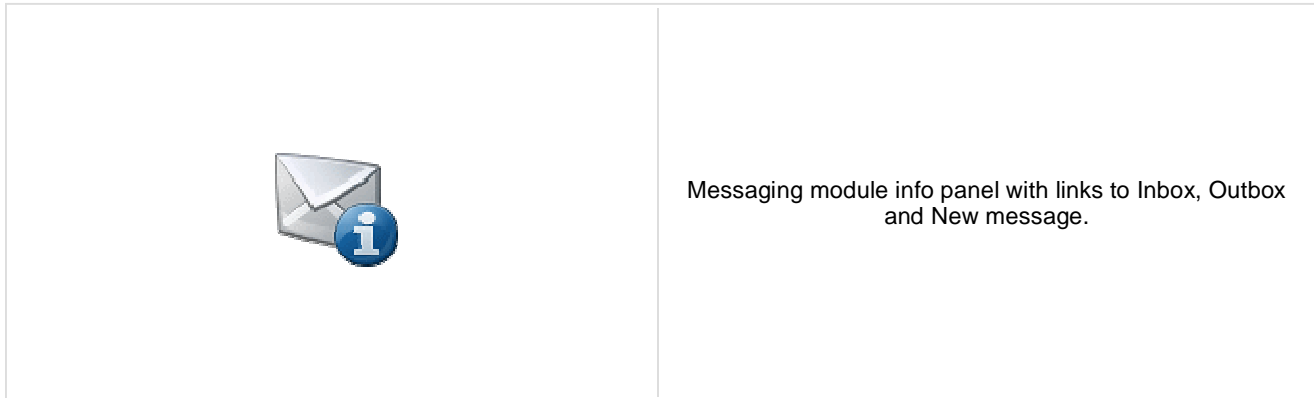 Messaging module info panel with links to Inbox, Outbox
and New message.